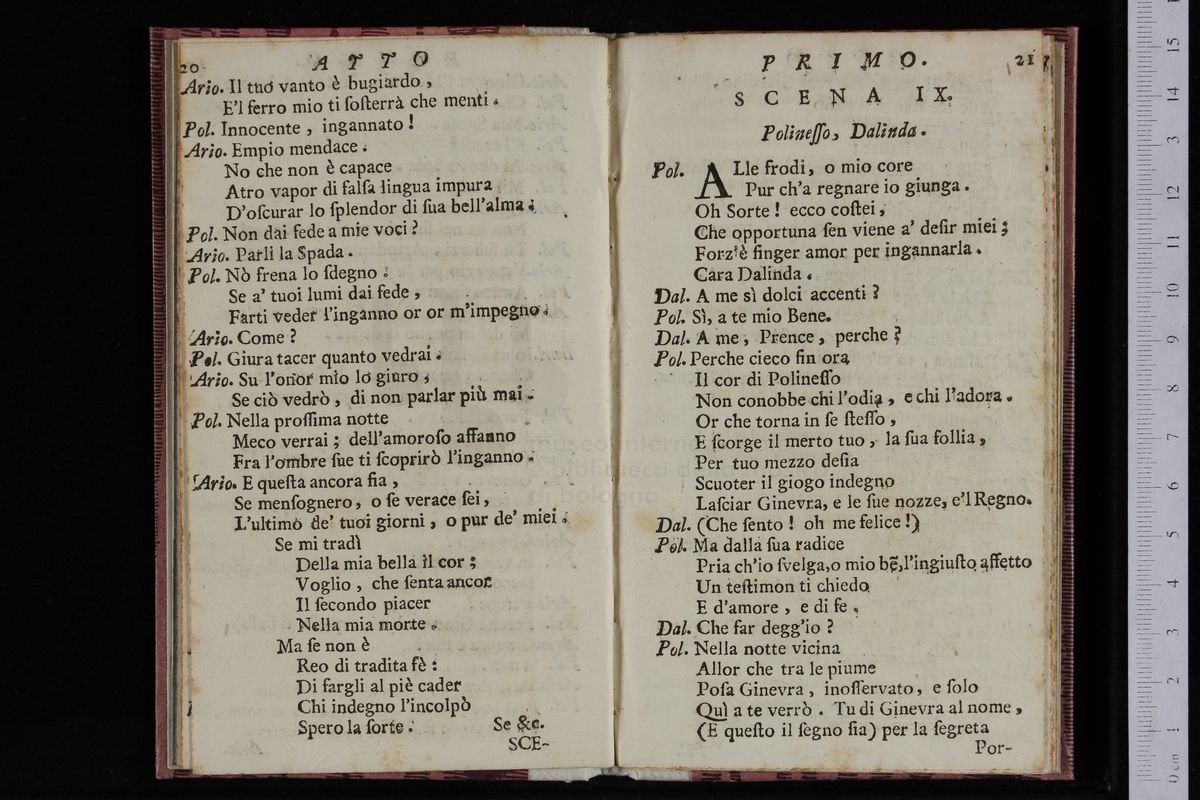 20 ATTO
Ario. Il tuo vanto è bugiardo ,
E'l ferro mio ti ſoſterrà che menti .
Pol. Innocente , ingannato !
Ario. Empio mendace .
No che non è capace
Atro vapor di falſa lingua impura
D'oſcurar lo ſplendor di ſua bell'alma .
Pol. Non dai fede a mie voci ?
Ario. Parli la Spada .
Pol. Nò frena lo ſdegno .
Se a' tuoi lumi dai fede ,
Farti veder l'inganno or or m'impegno .
Ario. Come ?
Pol. Giura tacer quanto vedrai .
Ario. Su l'onor mio lo giuro ,
Se ciò vedrò , di non parlar più mai .
Pol. Nella proſſima notte
Meco verrai ; dell'amoroſo affanno
Fra l'ombre ſue ti ſcoprirò l'inganno .
Ario. E queſta ancora fia ,
Se menſognero , o ſe verace ſei ,
L'ultimo de' tuoi giorni , o pur de' miei .
Se mi tradì
Della mia bella il cor ;
Voglio , che ſenta ancor
Il ſecondo piacer
Nella mia morte .
Ma ſe non è
Reo di tradita fè :
Di fargli al piè cader
Chi indegno l'incolpò
Spero la ſorte . Se &c.
SCE-
PRIMO. 21
SCENA IX.
Polineſſo, Dalinda.
Pol. ALle frodi, o mio core
Pur ch'a regnare io giunga .
Oh Sorte ! ecco coſtei ,
Che opportuna ſen viene a' deſir miei ;
Forz'è finger amor per ingannarla .
Cara Dalinda .
Dal. A me sì dolci accenti ?
Pol. Sì, a te mio Bene.
Dal. A me , Prence , perche ?
Pol. Perche cieco fin ora
Il cor di Polineſſo
Non conobbe chi l'odia , e chi l'adora .
Or che torna in ſe ſteſſo ,
E ſcorge il merto tuo , la ſua follia ,
Per tuo mezzo deſia
Scuoter il giogo indegno
Laſciar Ginevra, e le ſue nozze, e'l Regno.
Dal. (Che ſento ! oh me felice !)
Pol. Ma dalla ſua radice
Pria ch'io ſvelga,o mio bē,l'ingiuſto affetto
Un teſtimon ti chiedo
E d'amore , e di fe .
Dal. Che far degg'io ?
Pol. Nella notte vicina
Allor che tra le piume
Poſa Ginevra , inoſſervato , e ſolo
Quì a te verrò . Tu di Ginevra al nome ,
(E queſto il ſegno ſia) per la ſegreta
Por-